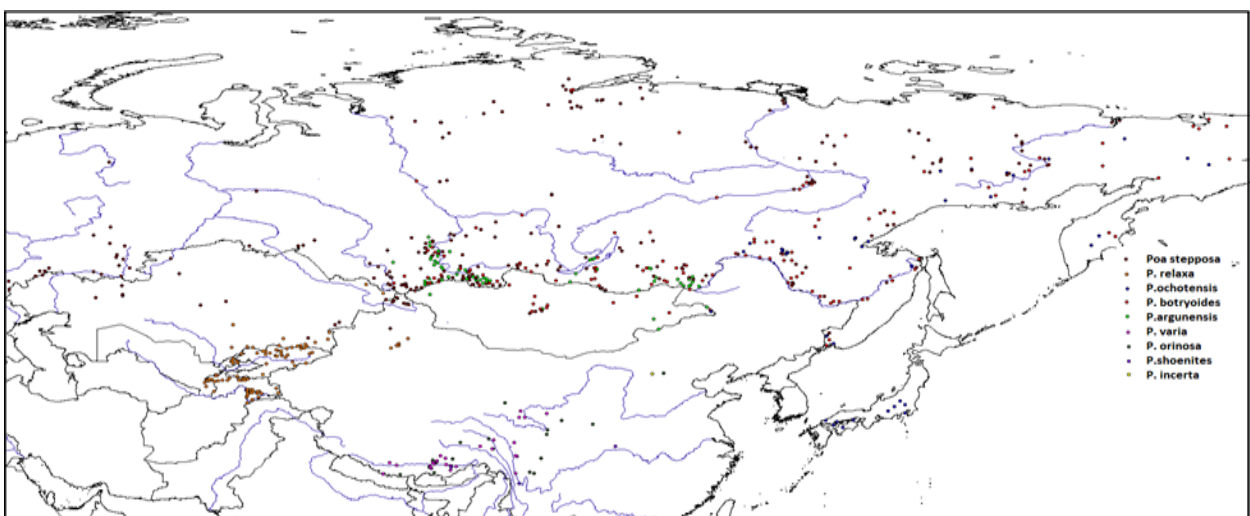 Poa stepposa
P. relaxa
P.ochotensis
P. botryoides
P.argunensis
P. varia
P. orinosa
P.shoenites
P. incerta